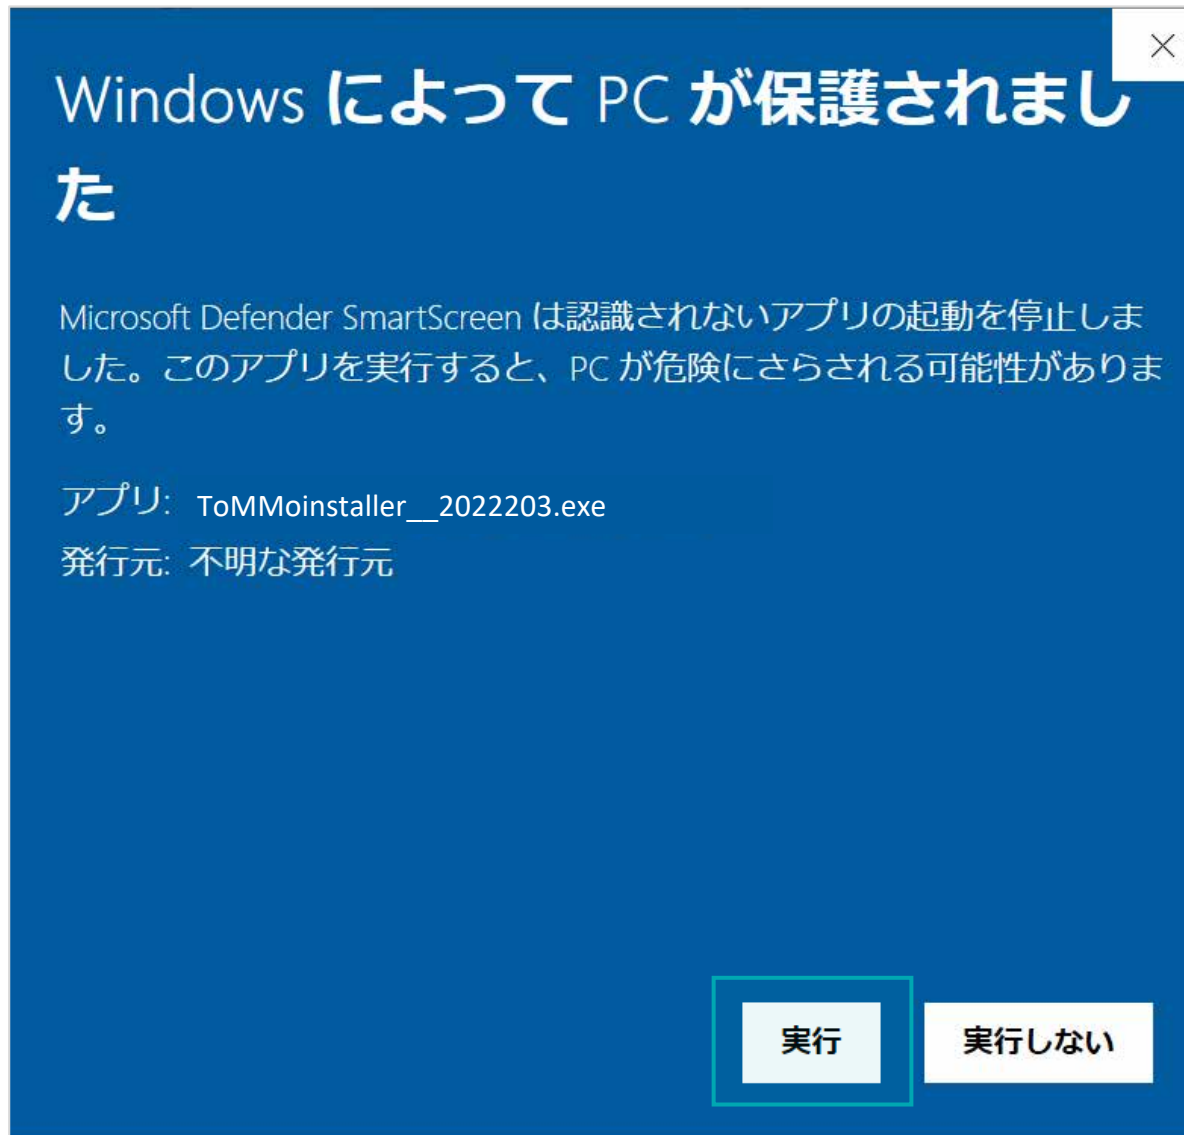 Windows によって PC が保護されまし
た
Microsoft Defender SmartScreen は認識されないアプリの起動を停止しま
した。このアプリを実行すると、PC が危険にさらされる可能性がありま
す。
アプリ: ToMMoinstaller__2022203.exe
発行元: 不明な発行元
実行 実行しない